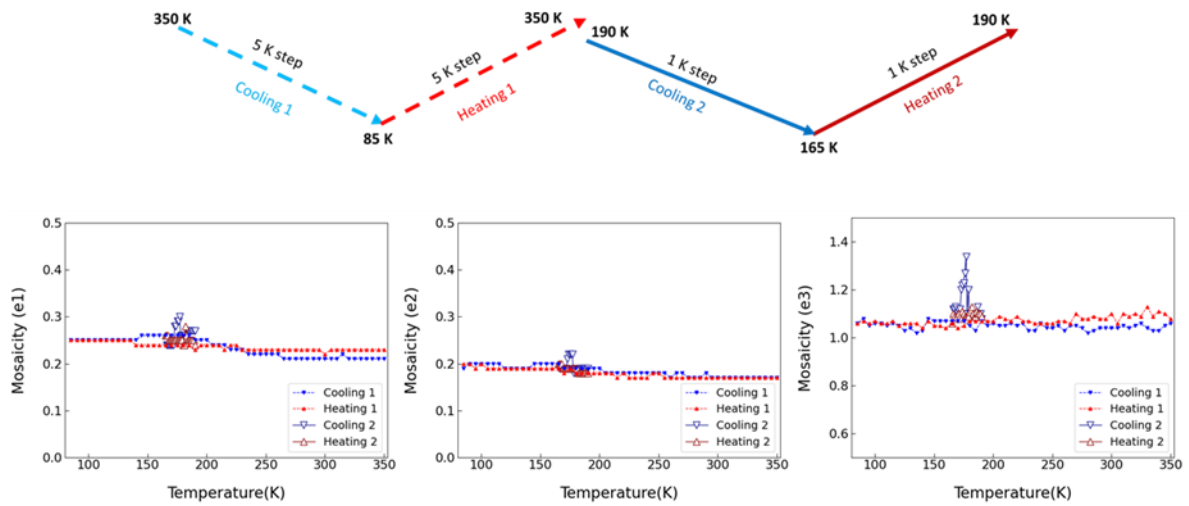 350 K
5 K step
Cooling 1
85 K
350 K
5 K step
Heating 1
190 K
1 K step
Cooling 2
165 K
190 K
1 K step
Heating 2
Mosaicity (e1)
0.5
0.4
0.3
0.2
0.1
0.0
100 150 200 250 300 350
Temperature(K)
Cooling 1
Heating 1
Cooling 2
Heating 2
Mosaicity (e2)
0.5
0.4
0.3
0.2
0.1
0.0
100 150 200 250 300 350
Temperature(K)
Cooling 1
Heating 1
Cooling 2
Heating 2
Mosaicity (e3)
1.4
1.2
1.0
0.8
0.6
100 150 200 250 300 350
Temperature(K)
Cooling 1
Heating 1
Cooling 2
Heating 2